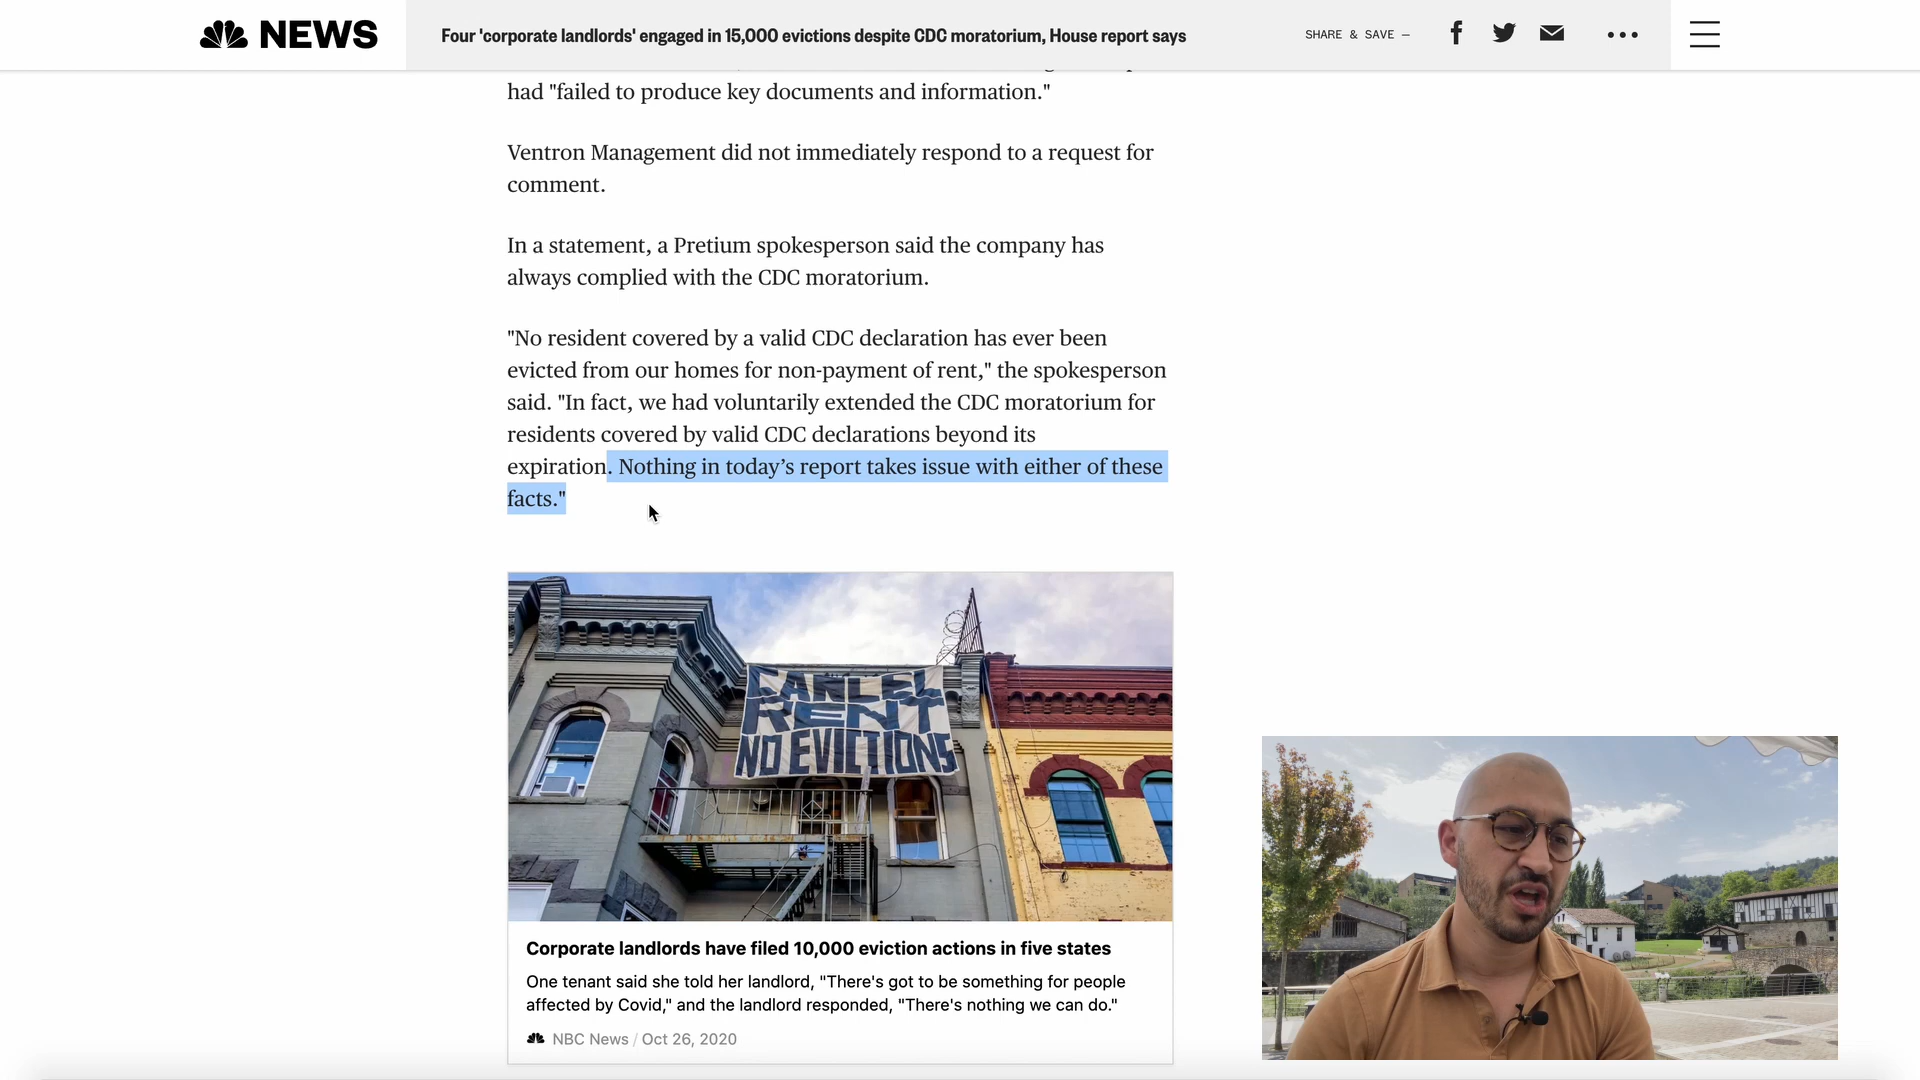 NEWS
Four 'corporate landlords' engaged in 15,000 evictions despite CDC moratorium, House report says
SHARE & SAVE —
had "failed to produce key documents and information."
Ventron Management did not immediately respond to a request for
comment.
In a statement, a Pretium spokesperson said the company has
always complied with the CDC moratorium.
"No resident covered by a valid CDC declaration has ever been
evicted from our homes for non-payment of rent," the spokesperson
said. "In fact, we had voluntarily extended the CDC moratorium for
residents covered by valid CDC declarations beyond its
expiration. Nothing in today’s report takes issue with either of these
facts."
CANCEL
RENT
NO EVICTIONS
Corporate landlords have filed 10,000 eviction actions in five states
One tenant said she told her landlord, "There's got to be something for people
affected by Covid," and the landlord responded, "There's nothing we can do."
NBC News / Oct 26, 2020